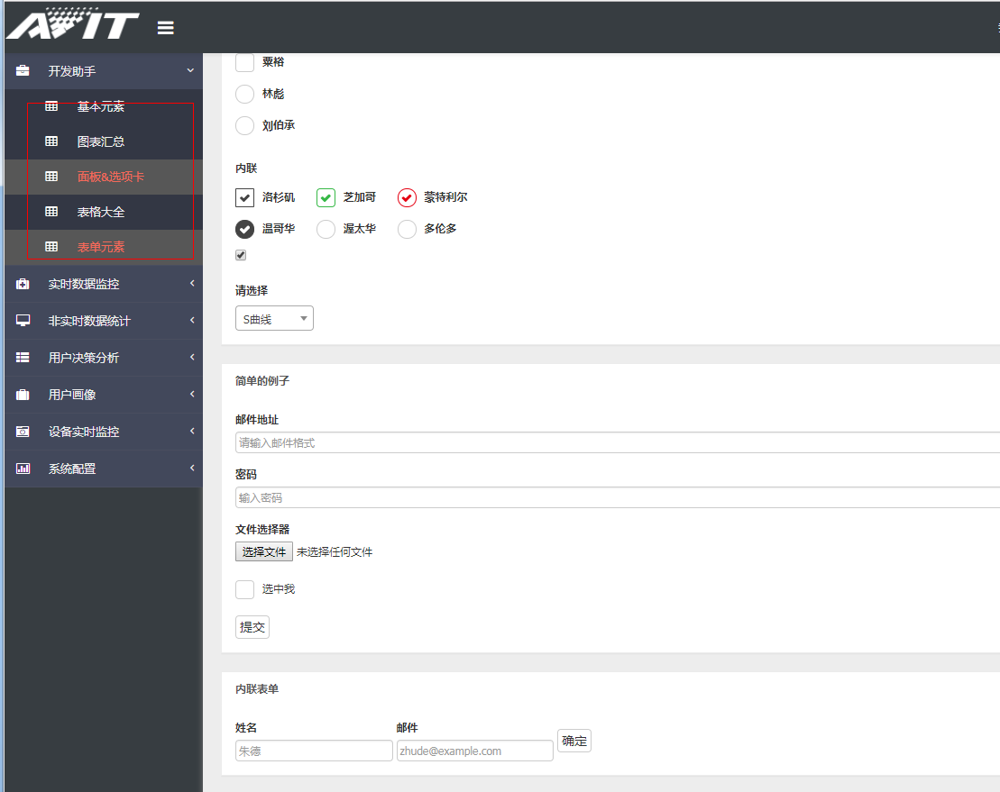 AVIT
开发助手
基本元素
图表汇总
面板&选项卡
表格大全
表单元素
实时数据监控
非实时数据统计
用户决策分析
用户画像
设备实时监控
系统配置
粟裕
林彪
刘伯承
内联
洛杉矶 芝加哥 蒙特利尔
温哥华 渥太华 多伦多
请选择
S曲线
简单的例子
邮件地址
请输入邮件格式
密码
输入密码
文件选择器
选择文件 未选择任何文件
选中我
提交
内联表单
姓名 邮件
朱德 zhude@example.com 确定